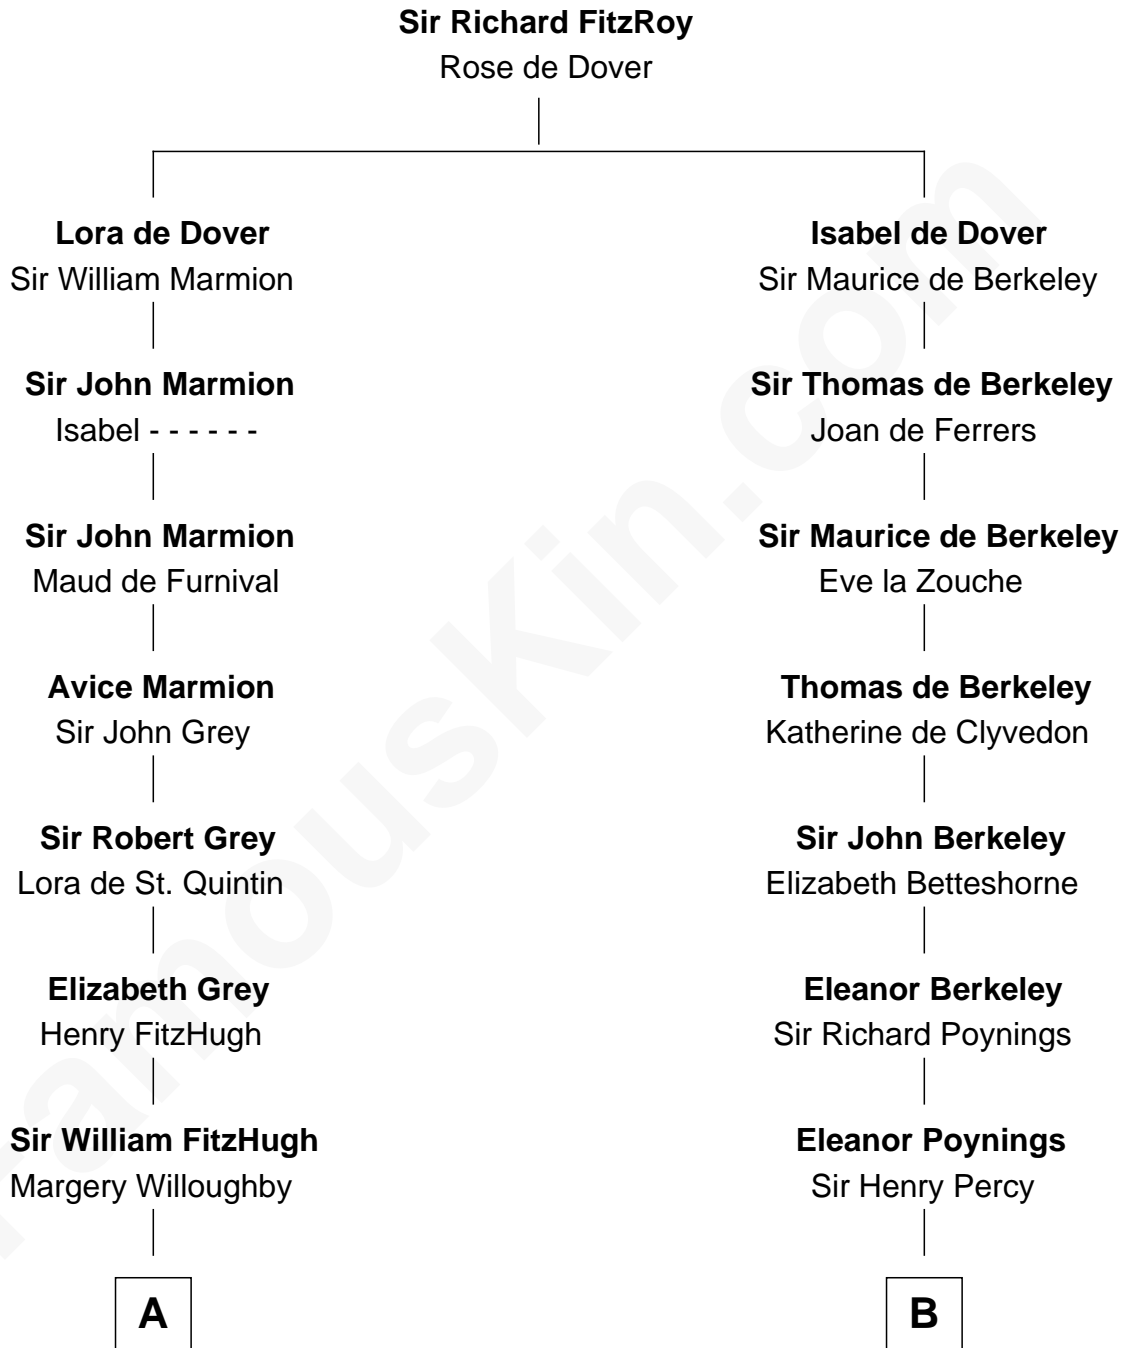 Sir Richard FitzRoy
Rose de Dover
Lora de Dover
Sir William Marmion
Isabel de Dover
Sir Maurice de Berkeley
Sir John Marmion
Isabel - - - - - -
Sir Thomas de Berkeley
Joan de Ferrers
Sir John Marmion
Maud de Furnival
Sir Maurice de Berkeley
Eve la Zouche
Avice Marmion
Sir John Grey
Thomas de Berkeley
Katherine de Clyvedon
Sir Robert Grey
Lora de St. Quintin
Sir John Berkeley
Elizabeth Betteshorne
Elizabeth Grey
Henry FitzHugh
Eleanor Berkeley
Sir Richard Poynings
Sir William FitzHugh
Margery Willoughby
Eleanor Poynings
Sir Henry Percy
A
B
FamousKin.com